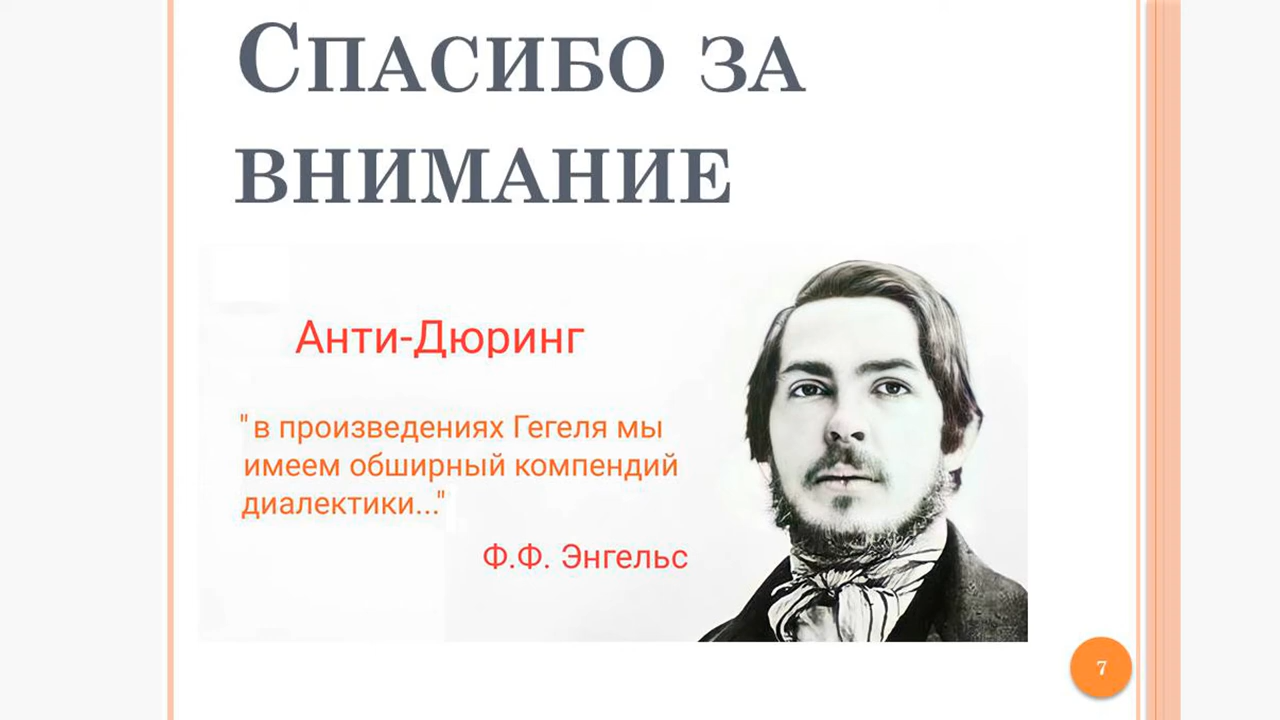 Спасибо за
внимание
Анти-Дюринг
"в произведениях Гегеля мы
имеем обширный компендий
диалектики..."
Ф.Ф. Энгельс
7